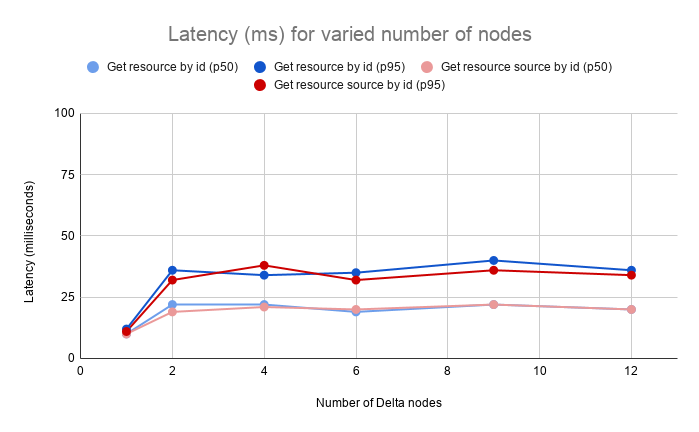 Latency (ms) for varied number of nodes
Get resource by id (p50) Get resource by id (p95) Get resource source by id (p50)
Get resource source by id (p95)
100
75
50
25
0
Latency (milliseconds)
0 2 4 6 8 10 12
Number of Delta nodes